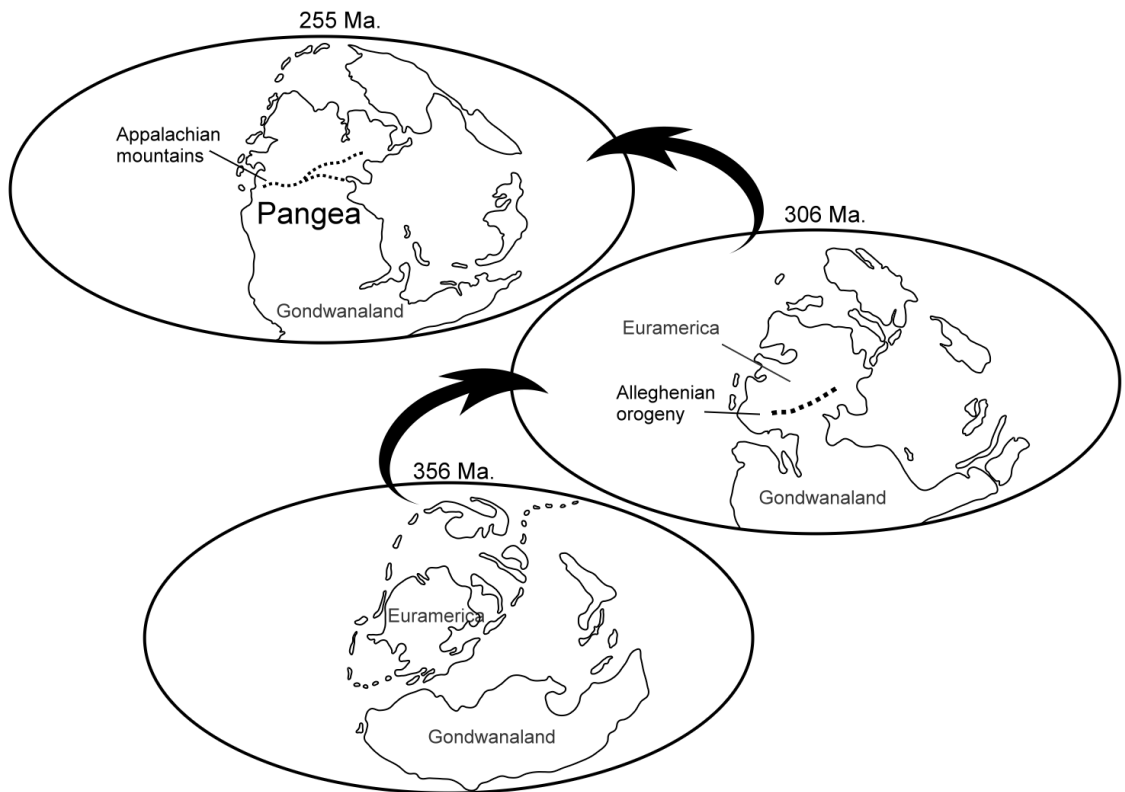 255 Ma.
Appalachian
mountains
Pangea
Gondwanaland
306 Ma.
Euramerica
Alleghenian
orogeny
Gondwanaland
356 Ma.
Euramerica
Gondwanaland